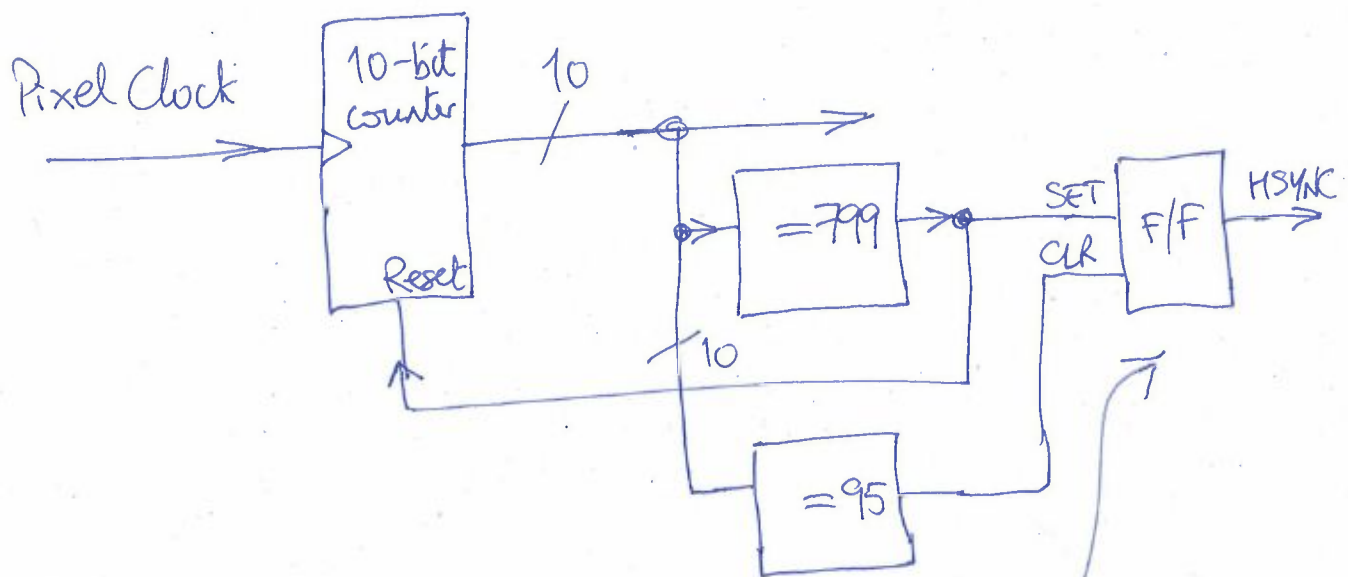 Pixel Clock
10-bit
counter
Reset
10
10
=799
=95
SET
CLR
F/F
HSYNC